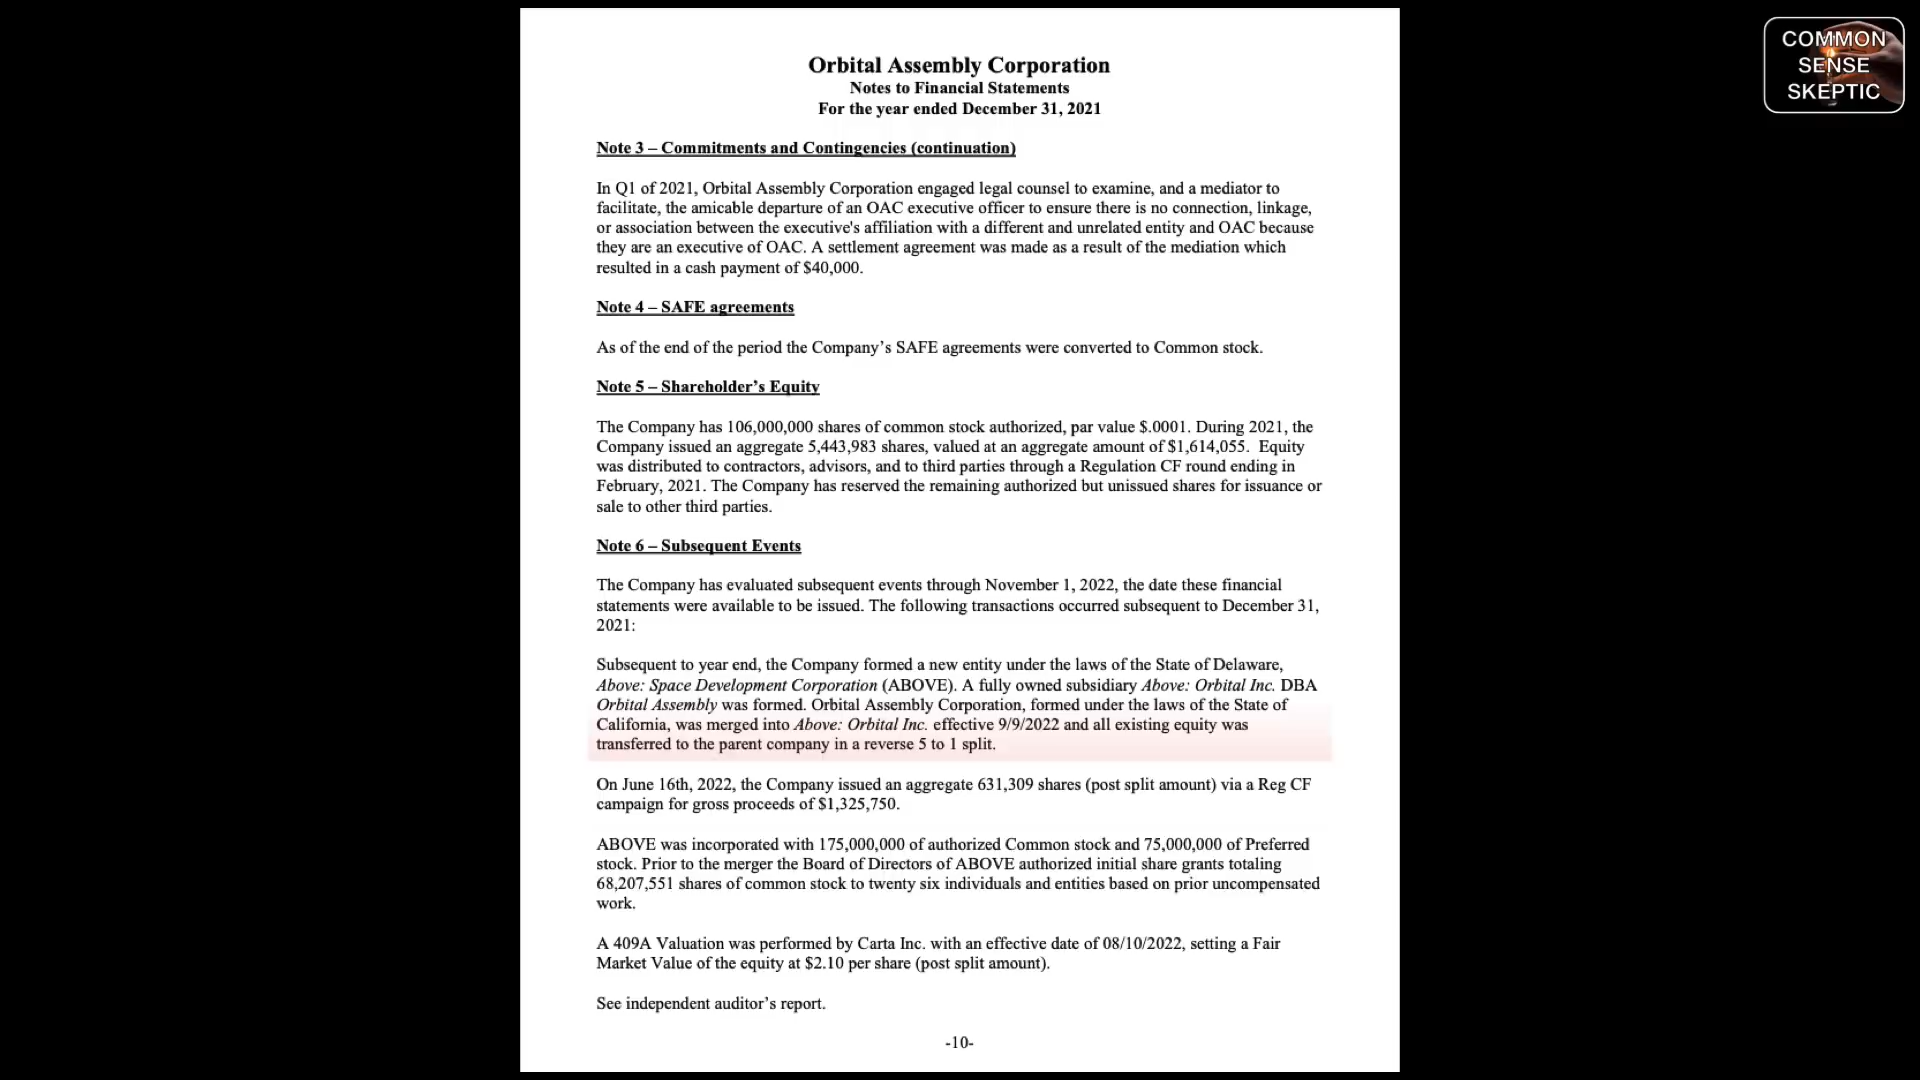 Orbital Assembly Corporation
Notes to Financial Statements
For the year ended December 31, 2021
COMMON
SENSE
SKEPTIC
Note 3 – Commitments and Contingencies (continuation)
In Q1 of 2021, Orbital Assembly Corporation engaged legal counsel to examine, and a mediator to
facilitate, the amicable departure of an OAC executive officer to ensure there is no connection, linkage,
or association between the executive's affiliation with a different and unrelated entity and OAC because
they are an executive of OAC. A settlement agreement was made as a result of the mediation which
resulted in a cash payment of $40,000.
Note 4 – SAFE agreements
As of the end of the period the Company’s SAFE agreements were converted to Common stock.
Note 5 – Shareholder’s Equity
The Company has 106,000,000 shares of common stock authorized, par value $.0001. During 2021, the
Company issued an aggregate 5,443,983 shares, valued at an aggregate amount of $1,614,055.  Equity
was distributed to contractors, advisors, and to third parties through a Regulation CF round ending in
February, 2021. The Company has reserved the remaining authorized but unissued shares for issuance or
sale to other third parties.
Note 6 – Subsequent Events
The Company has evaluated subsequent events through November 1, 2022, the date these financial
statements were available to be issued. The following transactions occurred subsequent to December 31,
2021:
Subsequent to year end, the Company formed a new entity under the laws of the State of Delaware,
Above: Space Development Corporation (ABOVE). A fully owned subsidiary Above: Orbital Inc. DBA
Orbital Assembly was formed. Orbital Assembly Corporation, formed under the laws of the State of
California, was merged into Above: Orbital Inc. effective 9/9/2022 and all existing equity was
transferred to the parent company in a reverse 5 to 1 split.
On June 16th, 2022, the Company issued an aggregate 631,309 shares (post split amount) via a Reg CF
campaign for gross proceeds of $1,325,750.
ABOVE was incorporated with 175,000,000 of authorized Common stock and 75,000,000 of Preferred
stock. Prior to the merger the Board of Directors of ABOVE authorized initial share grants totaling
68,207,551 shares of common stock to twenty six individuals and entities based on prior uncompensated
work.
A 409A Valuation was performed by Carta Inc. with an effective date of 08/10/2022, setting a Fair
Market Value of the equity at $2.10 per share (post split amount).
See independent auditor’s report.
-10-